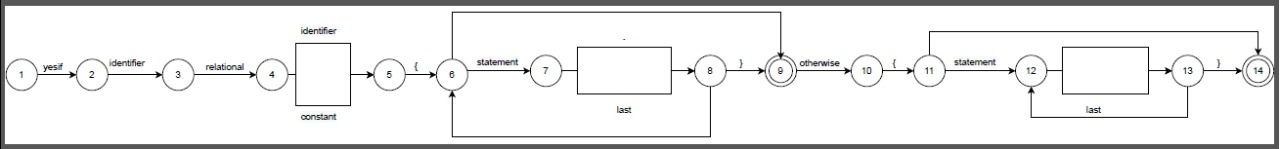 identifier
1 yesif 2 identifier 3 relational 4 5 { 6 statement 7 . 8 } 9 otherwise 10 { 11 statement 12 13 } 14
constant
last
last